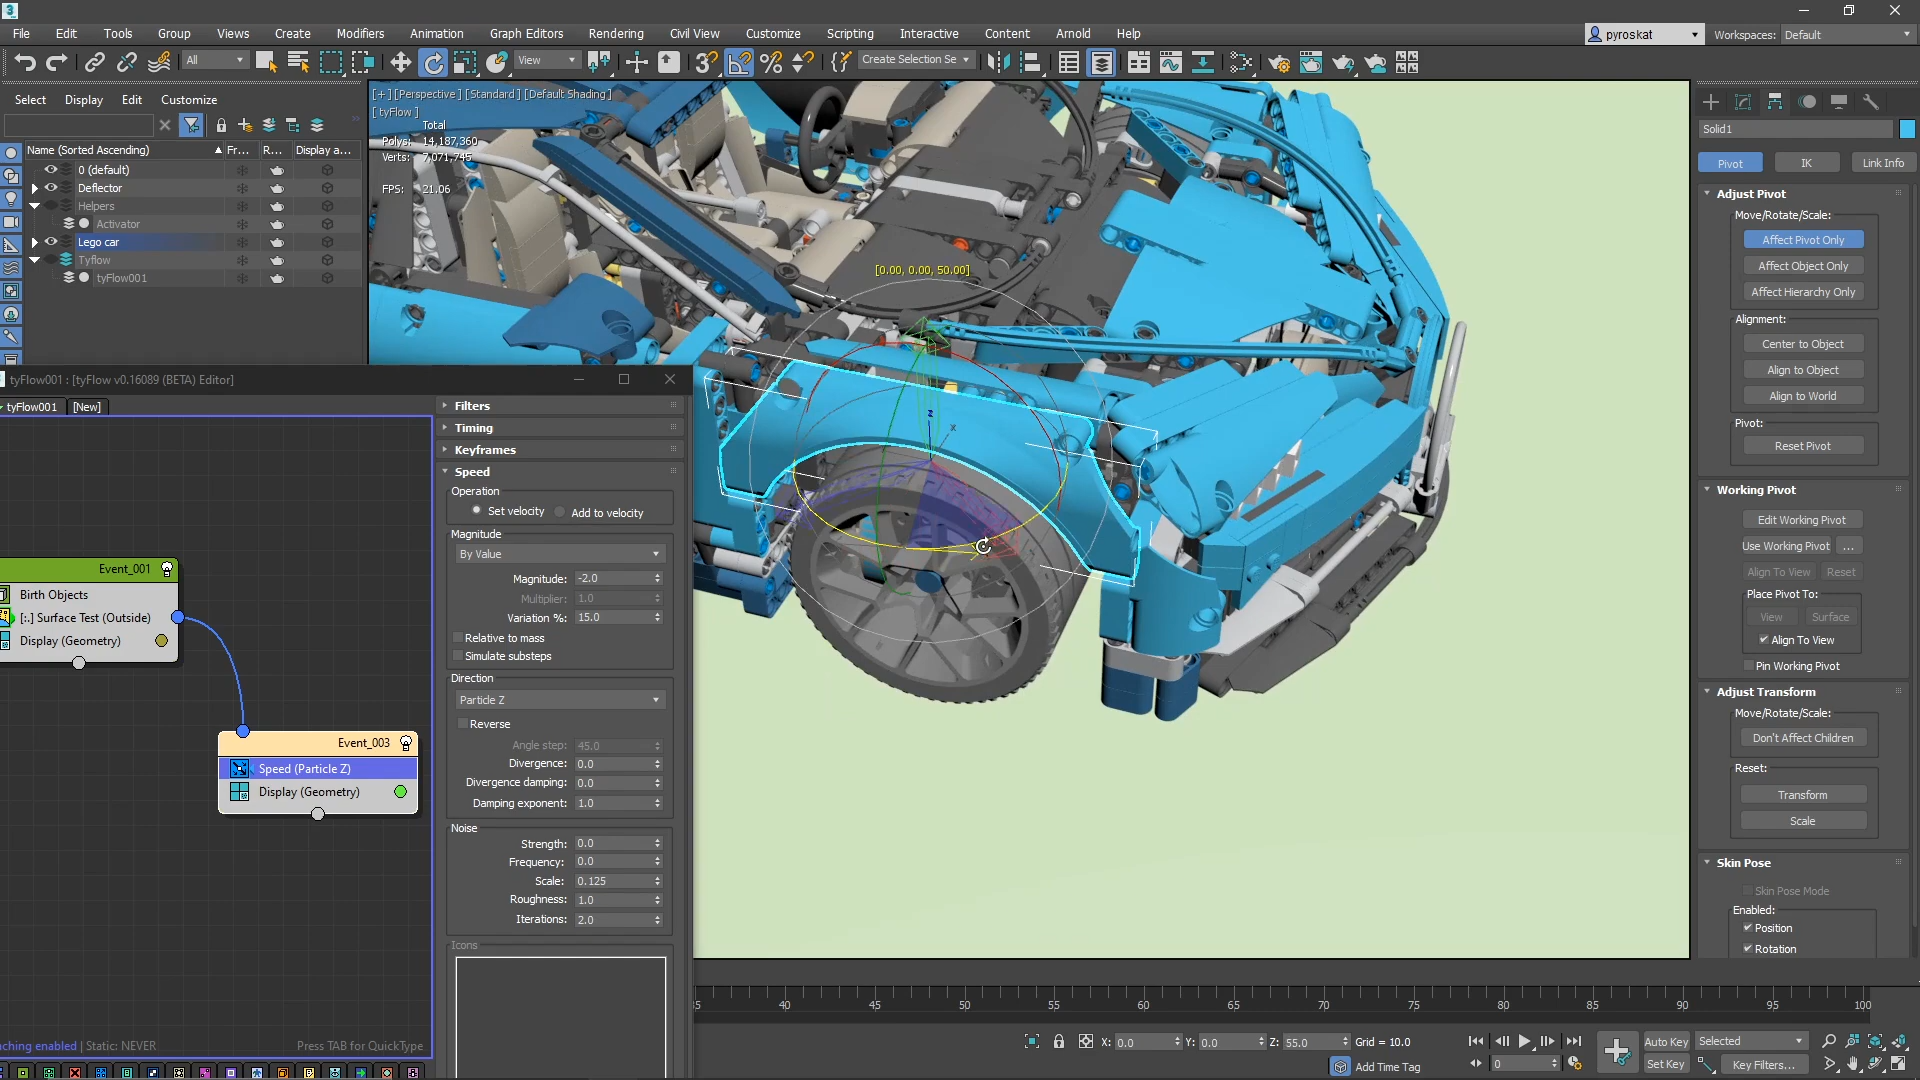 File Edit Tools Group Views Create Modifiers Animation Graph Editors Rendering Civil View Customize Scripting Interactive Content Arnold Help
pyroskat
Workspaces: Default
All
View
Create Selection Se
Select Display Edit Customize
Name (Sorted Ascending) Fr... R... Display a...
0 (default)
Deflector
Helpers
Activator
Lego car
Tyflow
tyFlow001
[+] [Perspective] [Standard] [Default Shading]
[tyFlow]
Total
Polys: 14,187,360
Verts: 7,071,745
FPS: 21.06
[0.00, 0.00, 50.00]
z
x
tyFlow001 : [tyFlow v0.16089 (BETA) Editor]
tyFlow001 [New]
Event_001
Birth Objects
[:.] Surface Test (Outside)
Display (Geometry)
Event_003
Speed (Particle Z)
Display (Geometry)
ching enabled | Static: NEVER
Press TAB for QuickType
Filters
Timing
Keyframes
Speed
Operation
Set velocity Add to velocity
Magnitude
By Value
Magnitude: -2.0
Multiplier: 1.0
Variation %: 15.0
Relative to mass
Simulate substeps
Direction
Particle Z
Reverse
Angle step: 45.0
Divergence: 0.0
Divergence damping: 0.0
Damping exponent: 1.0
Noise
Strength: 0.0
Frequency: 0.0
Scale: 0.125
Roughness: 1.0
Iterations: 2.0
Icons
Solid1
Pivot IK Link Info
Adjust Pivot
Move/Rotate/Scale:
Affect Pivot Only
Affect Object Only
Affect Hierarchy Only
Alignment:
Center to Object
Align to Object
Align to World
Pivot:
Reset Pivot
Working Pivot
Edit Working Pivot
Use Working Pivot ...
Align To View Reset
Place Pivot To:
View Surface
Align To View
Pin Working Pivot
Adjust Transform
Move/Rotate/Scale:
Don't Affect Children
Reset:
Transform
Scale
Skin Pose
Skin Pose Mode
Enabled:
Position
Rotation
35 40 45 50 55 60 65 70 75 80 85 90 95 100
X: 0.0 Y: 0.0 Z: 55.0 Grid = 10.0
Add Time Tag
0
Auto Key Selected
Set Key Key Filters...